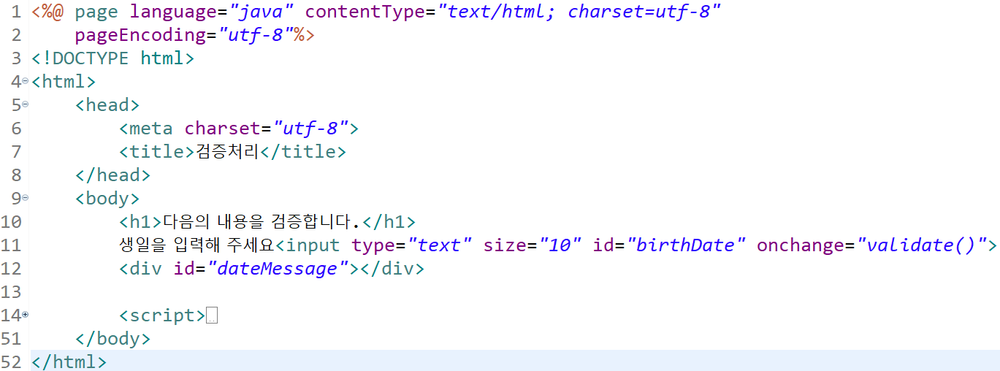 1 <%@ page language="java" contentType="text/html; charset=utf-8"
2     pageEncoding="utf-8"%>
3 <!DOCTYPE html>
4 <html>
5     <head>
6         <meta charset="utf-8">
7         <title>검증처리</title>
8     </head>
9     <body>
10         <h1>다음의 내용을 검증합니다.</h1>
11         생일을 입력해 주세요<input type="text" size="10" id="birthDate" onchange="validate()">
12         <div id="dateMessage"></div>
13
14         <script>
51     </body>
52 </html>